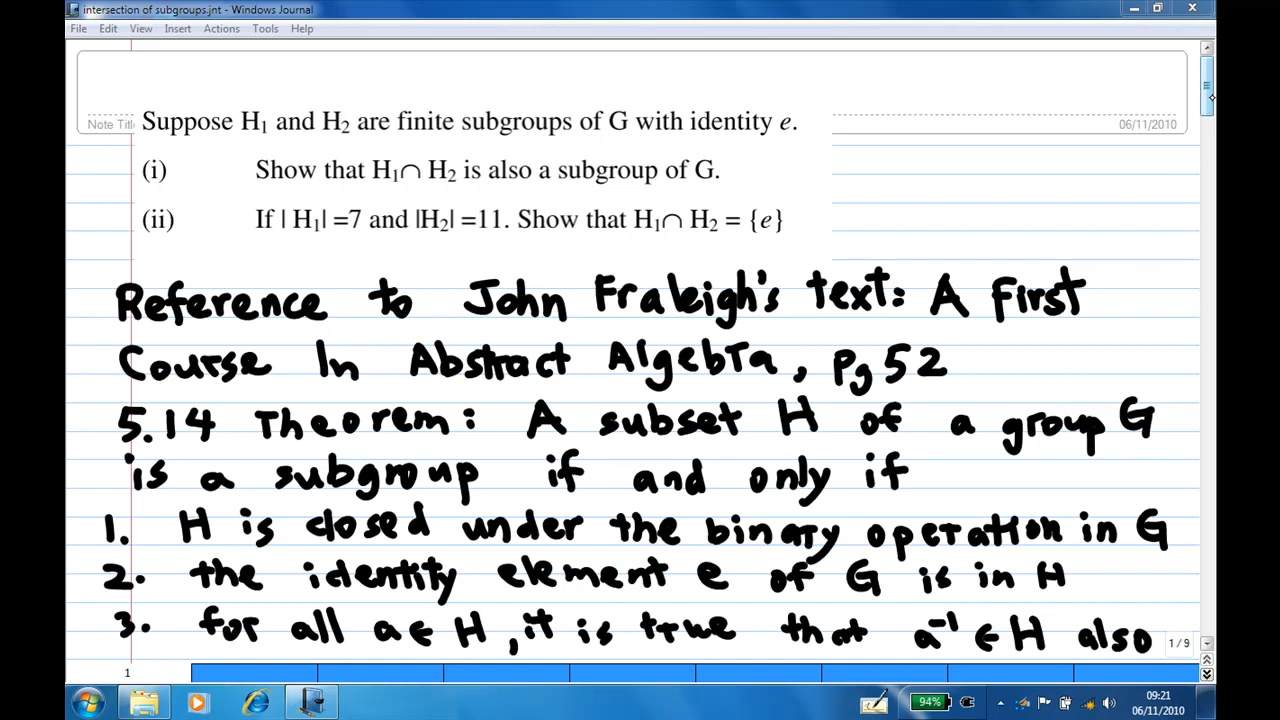 intersection of subgroups.jnt - Windows Journal
File Edit View Insert Actions Tools Help
Suppose H₁ and H₂ are finite subgroups of G with identity e.
Note Titl
06/11/2010
(i) Show that H₁∩ H₂ is also a subgroup of G.
(ii) If | H₁| =7 and |H₂| =11. Show that H₁∩ H₂ = {e}
Reference to John Fraleigh's text: A First
Course In Abstract Algebra, pg 52
5.14 Theorem: A subset H of a group G
is a subgroup if and only if
1. H is closed under the binary operation in G
2. the identity element e of G is in H
3. for all a ∈ H, it is true that a⁻¹ ∈ H also
1 / 9
1
94%
09:21
06/11/2010